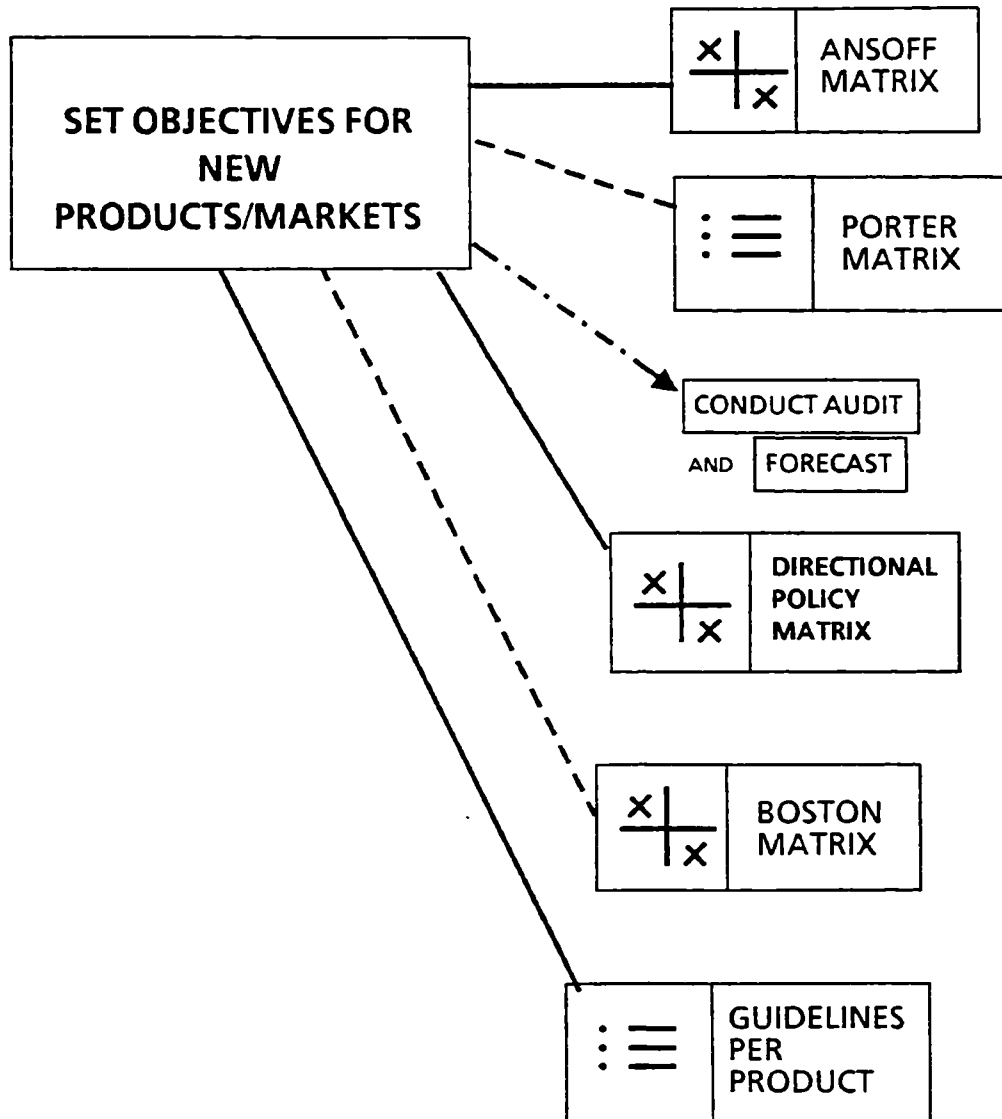 SET OBJECTIVES FOR
NEW
PRODUCTS/MARKETS
ANSOFF
MATRIX
PORTER
MATRIX
CONDUCT AUDIT
AND FORECAST
DIRECTIONAL
POLICY
MATRIX
BOSTON
MATRIX
GUIDELINES
PER
PRODUCT